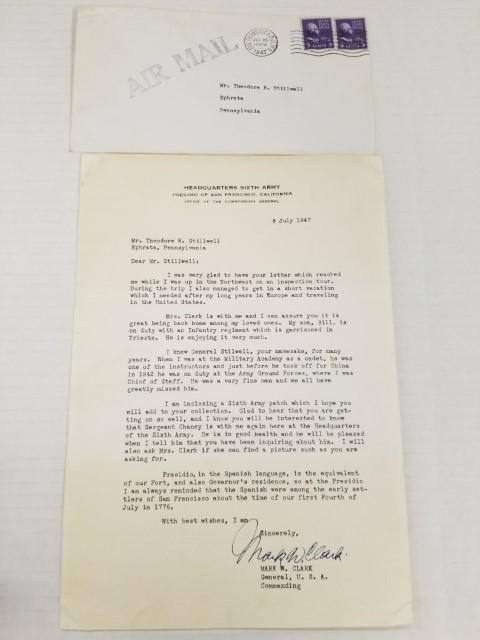 AIR MAIL
SAN FRANCISCO, CALIF.
1947
Mr. Theodore R. Stillwell
Ephrata
Pennsylvania
HEADQUARTERS SIXTH ARMY
PRESIDIO OF SAN FRANCISCO, CALIFORNIA
OFFICE OF THE COMMANDING GENERAL
8 July 1947
Mr. Theodore R. Stillwell
Ephrata, Pennsylvania
Dear Mr. Stillwell:
I was very glad to have your letter which reached
me while I was up in the Northwest on an inspection tour.
During the trip I also managed to get in a short vacation
which I needed after my long years in Europe and traveling
in the United States.
Mrs. Clark is with me and I can assure you it is
great being back home among my loved ones. My son, Bill, is
on duty with an Infantry regiment which is garrisoned in
Trieste. He is enjoying it very much.
I knew General Stilwell, your namesake, for many
years. When I was at the Military Academy as a cadet, he was
one of the instructors and just before he took off for China
in 1942 he was on duty at the Army Ground Forces, where I was
Chief of Staff. He was a very fine man and we all have
greatly missed him.
I am inclosing a Sixth Army patch which I hope you
will add to your collection. Glad to hear that you are get-
ting on so well, and I know you will be interested to know
that Sergeant Chaney is with me again here at the Headquarters
of the Sixth Army. He is in good health and he will be pleased
when I tell him that you have been inquiring about him. I will
also ask Mrs. Clark if she can find a picture such as you are
asking for.
Presidio, in the Spanish language, is the equivalent
of our Fort, and also Governor's residence, so at the Presidio
I am always reminded that the Spanish were among the early set-
tlers of San Francisco about the time of our first Fourth of
July in 1776.
With best wishes, I am
Sincerely,
Mark W. Clark
MARK W. CLARK
General, U. S. A.
Commanding